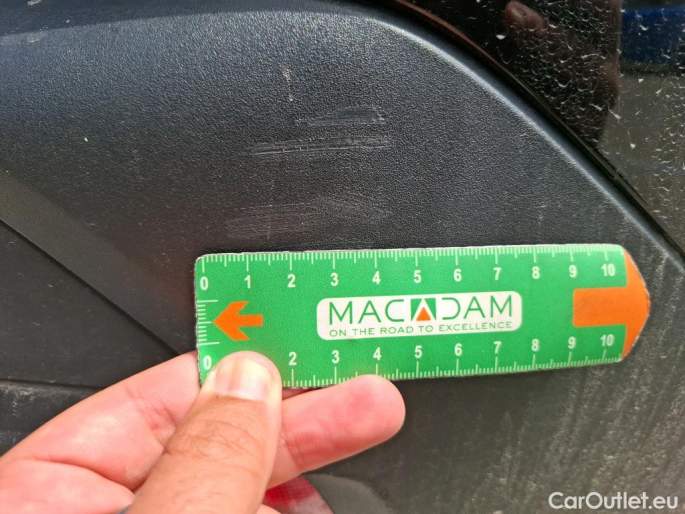 0 1 2 3 4 5 6 7 8 9 10
MACADAM
ON THE ROAD TO EXCELLENCE
0 2 3 4 5 6 7 8 9 10
CarOutlet.eu